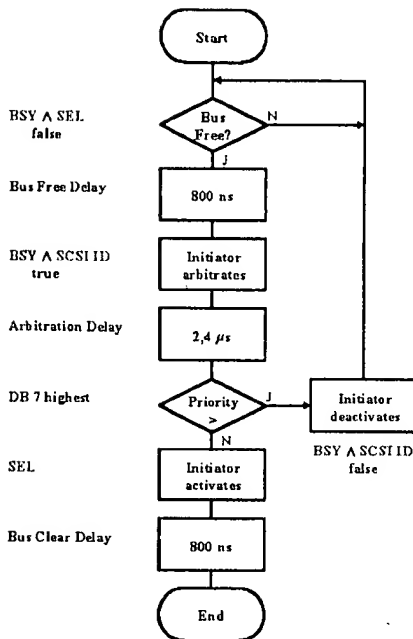 Start
BSY ∧ SEL
false
Bus
Free?
N
J
Bus Free Delay
800 ns
BSY ∧ SCSI ID
true
Initiator
arbitrates
Arbitration Delay
2,4 μs
DB 7 highest
Priority
>
J
N
Initiator
deactivates
BSY ∧ SCSI ID
false
SEL
Initiator
activates
Bus Clear Delay
800 ns
End